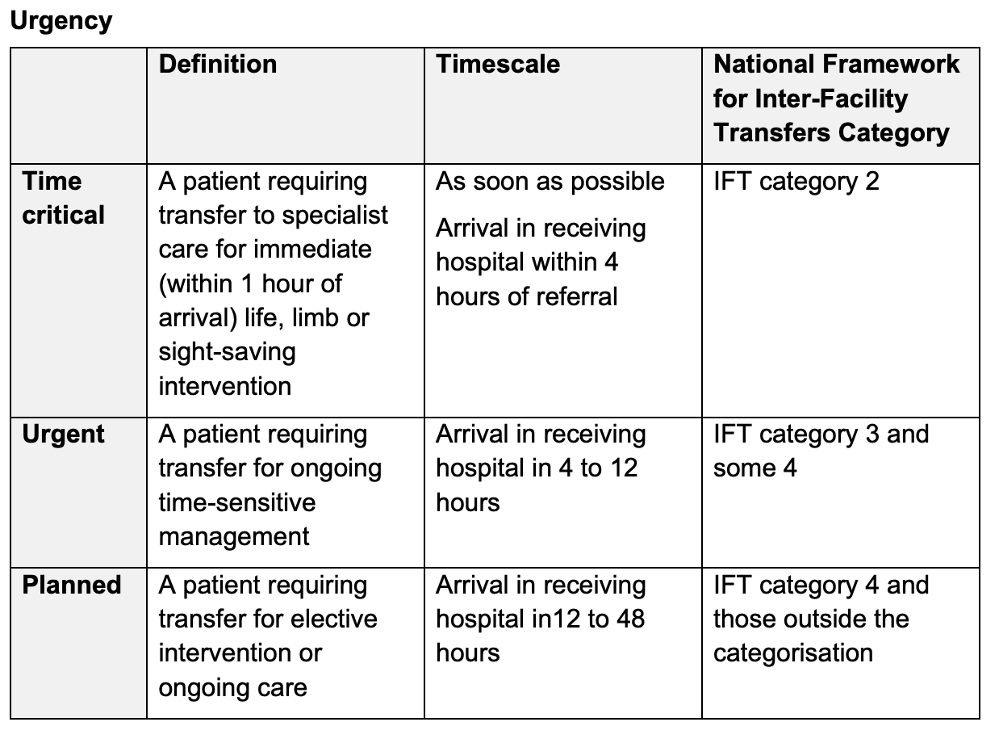 Urgency
Definition
Timescale
National Framework
for Inter-Facility
Transfers Category
Time
critical
A patient requiring
transfer to specialist
care for immediate
(within 1 hour of
arrival) life, limb or
sight-saving
intervention
As soon as possible
Arrival in receiving
hospital within 4
hours of referral
IFT category 2
Urgent
A patient requiring
transfer for ongoing
time-sensitive
management
Arrival in receiving
hospital in 4 to 12
hours
IFT category 3 and
some 4
Planned
A patient requiring
transfer for elective
intervention or
ongoing care
Arrival in receiving
hospital in12 to 48
hours
IFT category 4 and
those outside the
categorisation